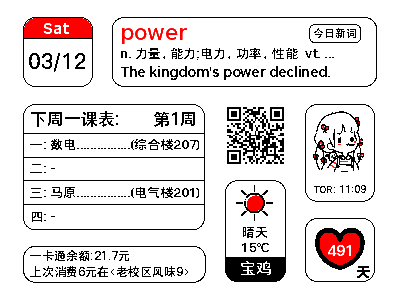 Sat
03/12
power
今日新词
n. 力量, 能力;电力, 功率, 性能 vt. ...
The kingdom's power declined.
下周一课表: 第1周
一: 数电.................(综合楼207)
二: -
三: 马原.................(电气楼201)
四: -
一卡通余额:21.7元
上次消费6元在<老校区风味9>
晴天
15℃
宝鸡
TOR: 11:09
491
天